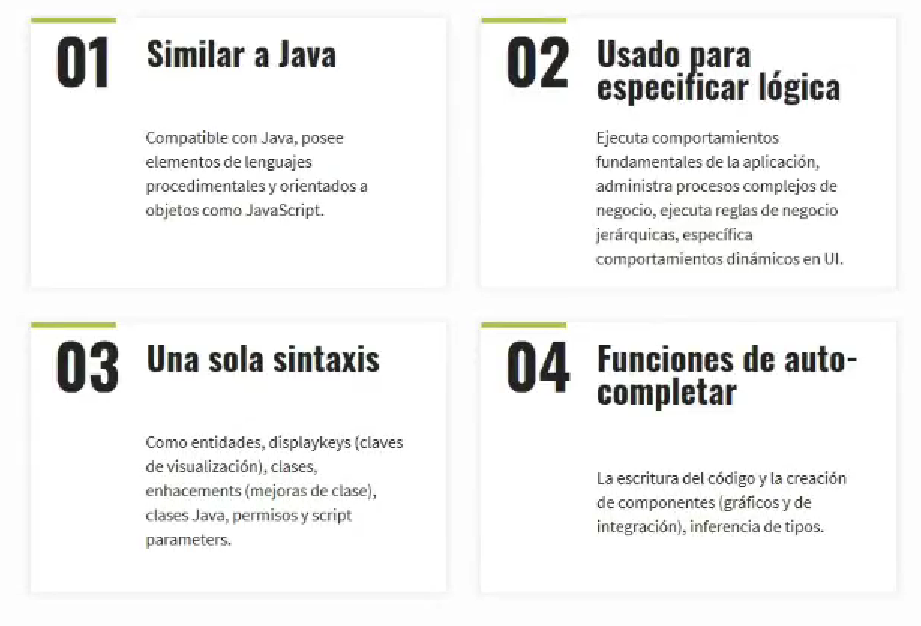 01
Similar a Java
Compatible con Java, posee
elementos de lenguajes
procedimentales y orientados a
objetos como JavaScript.
02
Usado para
especificar lógica
Ejecuta comportamientos
fundamentales de la aplicación,
administra procesos complejos de
negocio, ejecuta reglas de negocio
jerárquicas, específica
comportamientos dinámicos en UI.
03
Una sola sintaxis
Como entidades, displaykeys (claves
de visualización), clases,
enhacements (mejoras de clase),
clases Java, permisos y script
parameters.
04
Funciones de auto-
completar
La escritura del código y la creación
de componentes (gráficos y de
integración), inferencia de tipos.